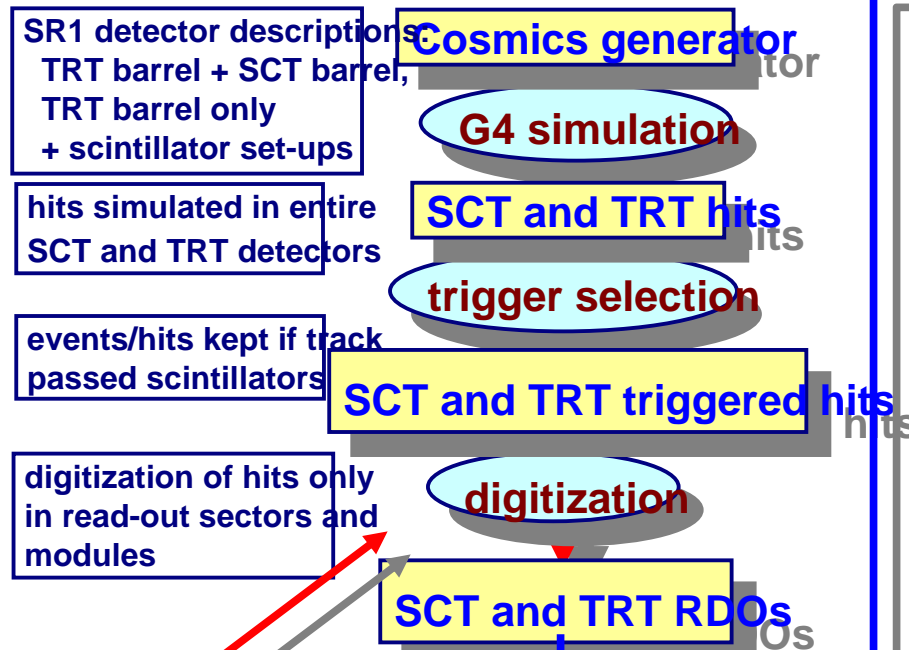 SR1 detector descriptions:
TRT barrel + SCT barrel,
TRT barrel only
+ scintillator set-ups
Cosmics generator
G4 simulation
hits simulated in entire
SCT and TRT detectors
SCT and TRT hits
trigger selection
events/hits kept if track
passed scintillators
SCT and TRT triggered hits
digitization of hits only
in read-out sectors and
modules
digitization
SCT and TRT RDOs